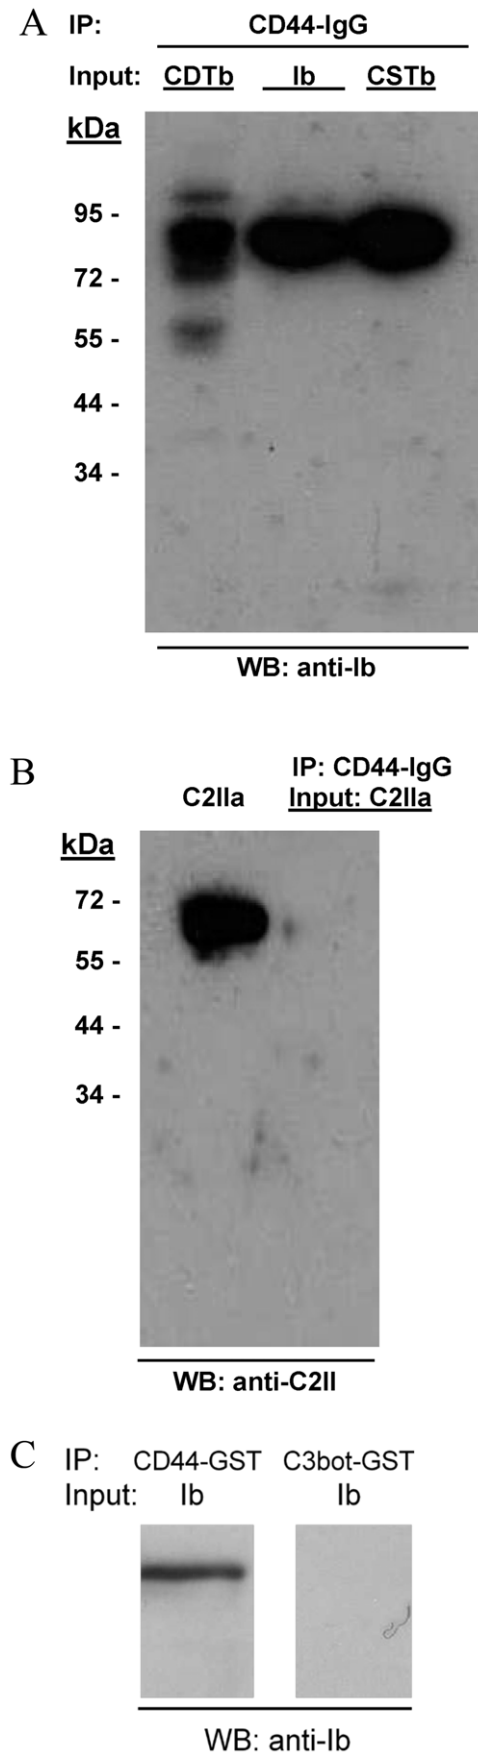 A IP: CD44-IgG
Input: CDTb Ib CSTb
kDa
95 -
72 -
55 -
44 -
34 -
WB: anti-Ib
B IP: CD44-IgG
C2IIa Input: C2IIa
kDa
72 -
55 -
44 -
34 -
WB: anti-C2II
C IP: CD44-GST C3bot-GST
Input: Ib Ib
WB: anti-Ib